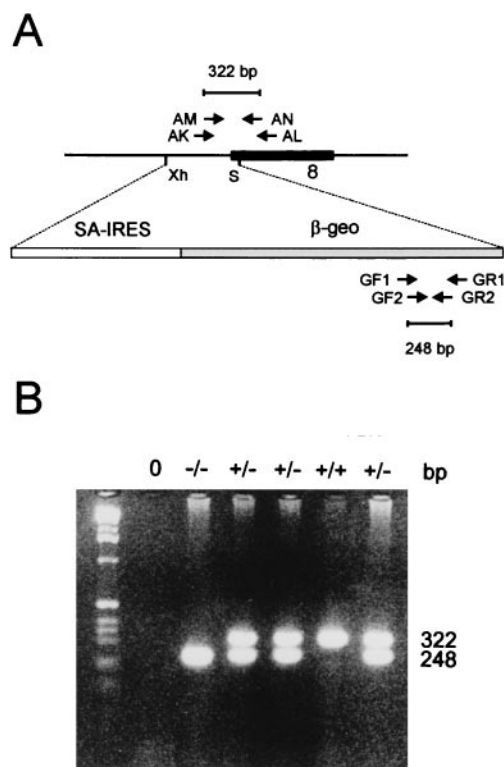 A
322 bp
AM AN
AK AL
Xh S 8
SA-IRES β-geo
GF1 GR1
GF2 GR2
248 bp
B
0 -/- +/- +/- +/+ +/- bp
322
248